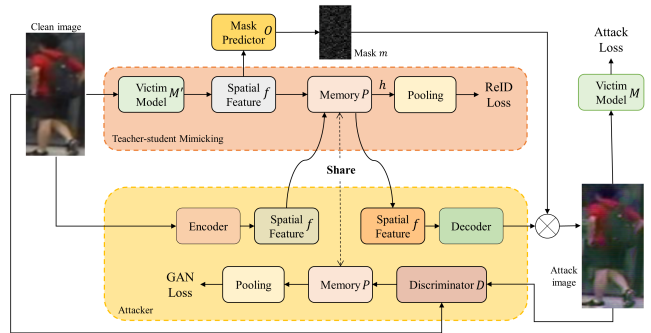 Clean image
Mask
Predictor O
Mask m
Attack
Loss
Victim
Model M'
Spatial
Feature f
Memory P
h
Pooling
ReID
Loss
Victim
Model M
Teacher-student Mimicking
Share
Encoder
Spatial
Feature f
Spatial
Feature f
Decoder
GAN
Loss
Pooling
Memory P
Discriminator D
Attack
image
Attacker